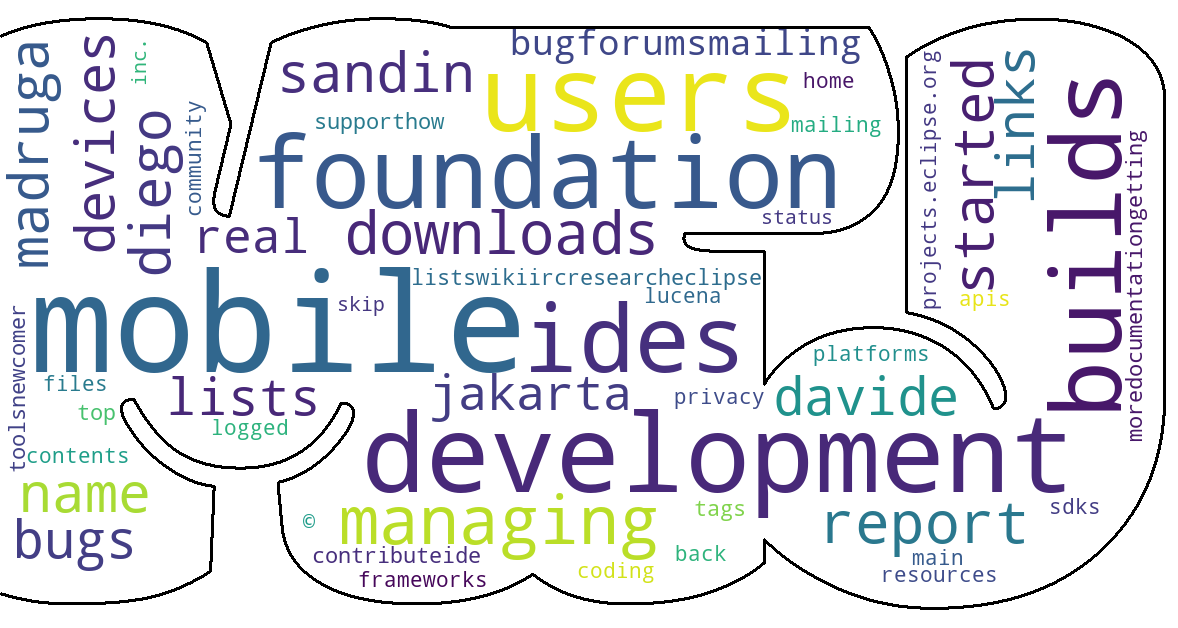 madruga
devices
inc.
diego
community
sandin
bugforumsmailing
users
home
supporthow
mailing
foundation
status
real
downloads
projects.eclipse.org
started
links
apis
builds
moredocumentationgetting
listswikiircresearcheclipse
mobile
skip
lucena
ides
toolsnewcomer
files
lists
top
logged
contents
jakarta
privacy
platforms
davide
development
name
bugs
©
managing
tags
report
sdks
contributeide
back
main
frameworks
coding
resources